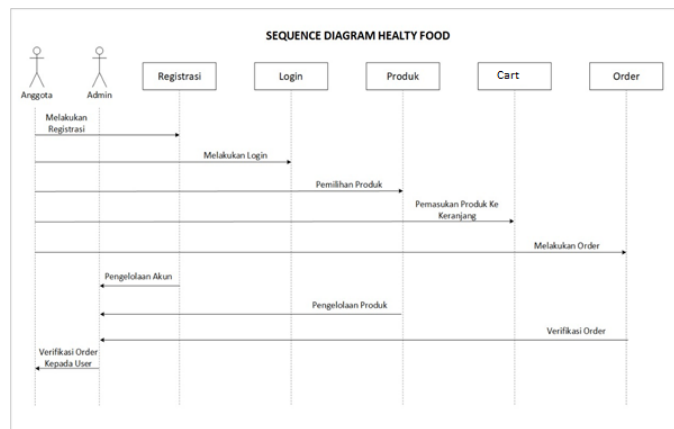 SEQUENCE DIAGRAM HEALTY FOOD
Anggota
Admin
Registrasi
Login
Produk
Cart
Order
Melakukan
Registrasi
Melakukan Login
Pemilihan Produk
Pemasukan Produk Ke
Keranjang
Melakukan Order
Pengelolaan Akun
Pengelolaan Produk
Verifikasi Order
Verifikasi Order
Kepada User